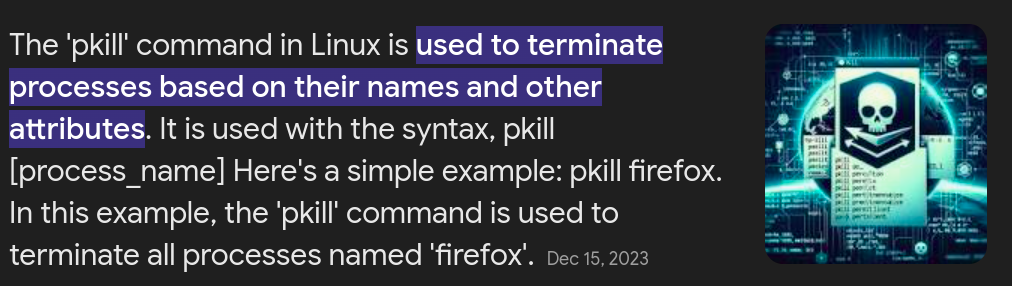 The 'pkill' command in Linux is used to terminate
processes based on their names and other
attributes. It is used with the syntax, pkill
[process_name] Here's a simple example: pkill firefox.
In this example, the 'pkill' command is used to
terminate all processes named 'firefox'. Dec 15, 2023